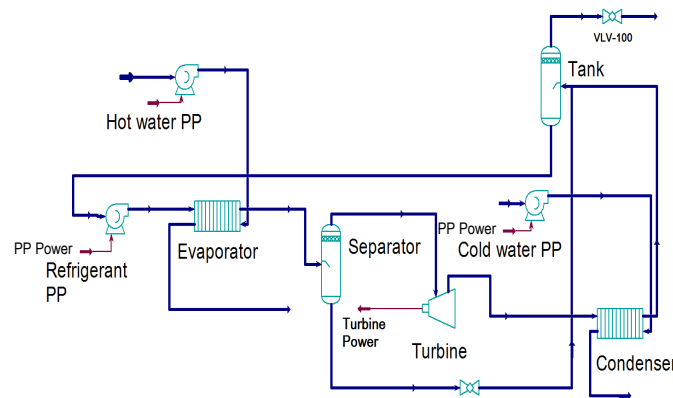 VLV-100
Tank
Hot water PP
PP Power
Refrigerant
PP
Evaporator
Separator
PP Power
Cold water PP
Turbine
Power
Turbine
Condenser